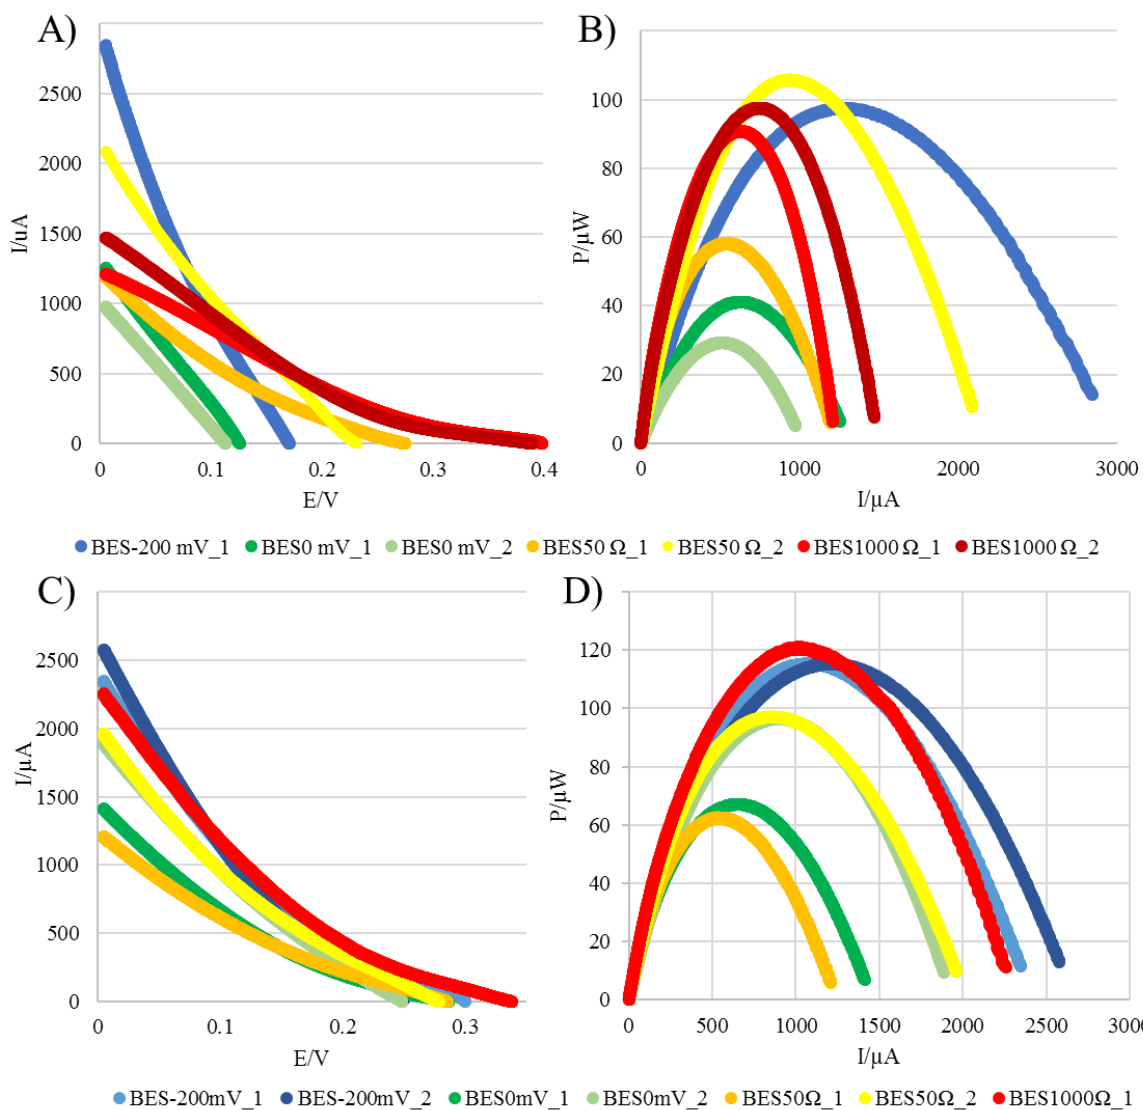 A)
I/uA
2500
2000
1500
1000
500
0
0 0.1 0.2 0.3 0.4
E/V
B)
P/µW
100
80
60
40
20
0
0 1000 2000 3000
I/µA
BES-200 mV_1 BES0 mV_1 BES0 mV_2 BES50 Ω_1 BES50 Ω_2 BES1000 Ω_1 BES1000 Ω_2
C)
I/µA
2500
2000
1500
1000
500
0
0 0.1 0.2 0.3
E/V
D)
P/µW
120
100
80
60
40
20
0
0 500 1000 1500 2000 2500 300
I/µA
BES-200mV_1 BES-200mV_2 BES0mV_1 BES0mV_2 BES50Ω_1 BES50Ω_2 BES1000Ω_1